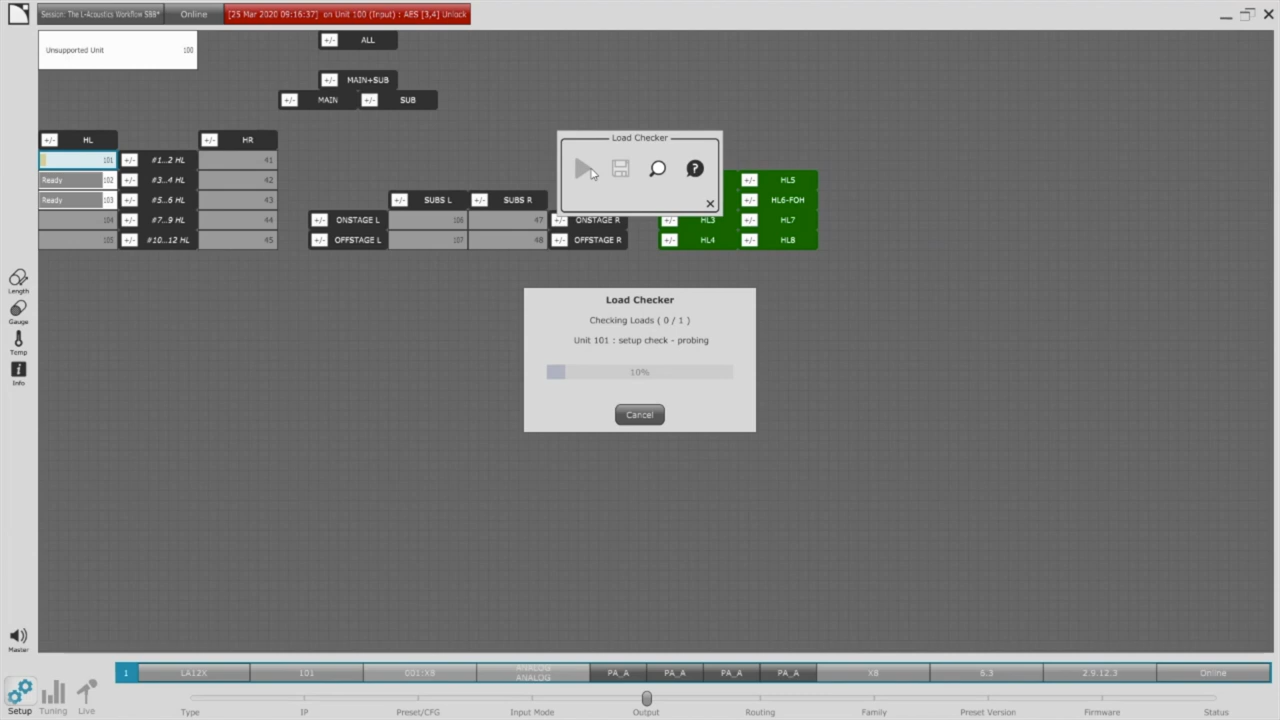 Session: The L-Acoustics Workflow S88*
Online
[25 Mar 2020 09:16:37] on Unit 100 (Input) : AES [3,4] Unlock
Unsupported Unit 100
+/- ALL
+/- MAIN+SUB
+/- MAIN +/- SUB
+/- HL +/- HR
101 +/- #1...2 HL 41
Ready 102 +/- #3...4 HL 42
Ready 103 +/- #5...6 HL 43
104 +/- #7...9 HL 44
105 +/- #10...12 HL 45
+/- SUBS L +/- SUBS R
+/- ONSTAGE L 106 47 +/- ONSTAGE R
+/- OFFSTAGE L 107 48 +/- OFFSTAGE R
Load Checker
+/- HL5
+/- HL6-FOH
+/- HL3 +/- HL7
+/- HL4 +/- HL8
Length
Gauge
Temp
Info
Load Checker
Checking Loads ( 0 / 1 )
Unit 101 : setup check - probing
10%
Cancel
Master
1 LA12X 101 001:X8 ANALOG ANALOG PA_A PA_A PA_A PA_A X8 6.3 2.9.12.3 Online
Setup Tuning Live
Type IP Preset/CFG Input Mode Output Routing Family Preset Version Firmware Status